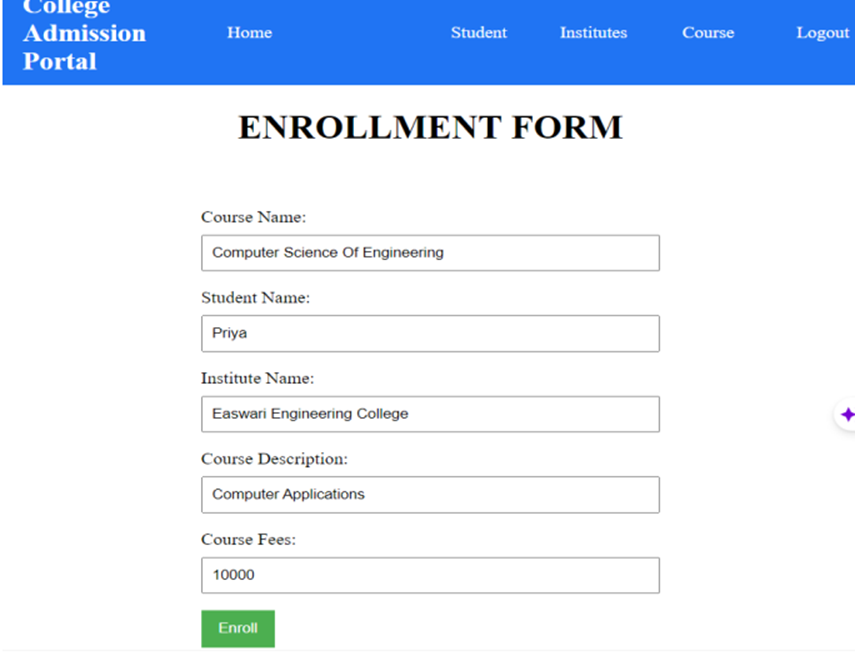 College
Admission
Portal
Home
Student
Institutes
Course
Logout
ENROLLMENT FORM
Course Name:
Computer Science Of Engineering
Student Name:
Priya
Institute Name:
Easwari Engineering College
Course Description:
Computer Applications
Course Fees:
10000
Enroll